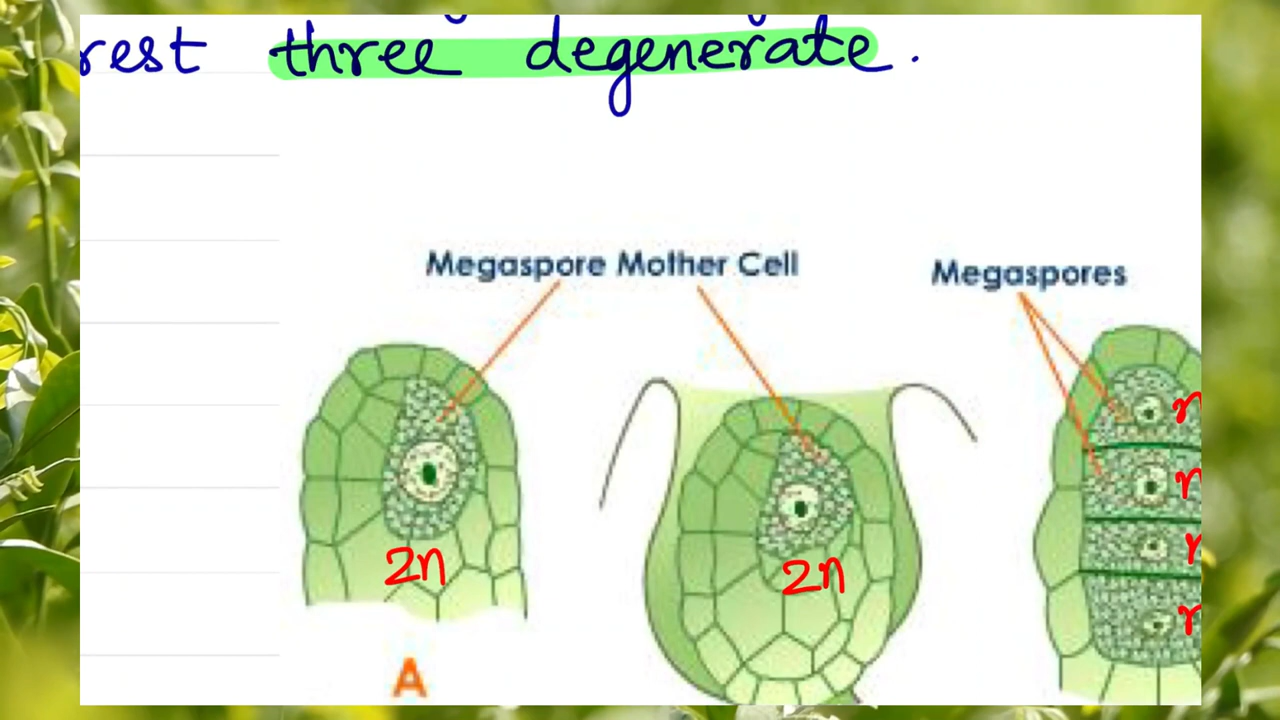 rest three degenerate.
Megaspore Mother Cell
Megaspores
n
n
2n
2n
n
n
A